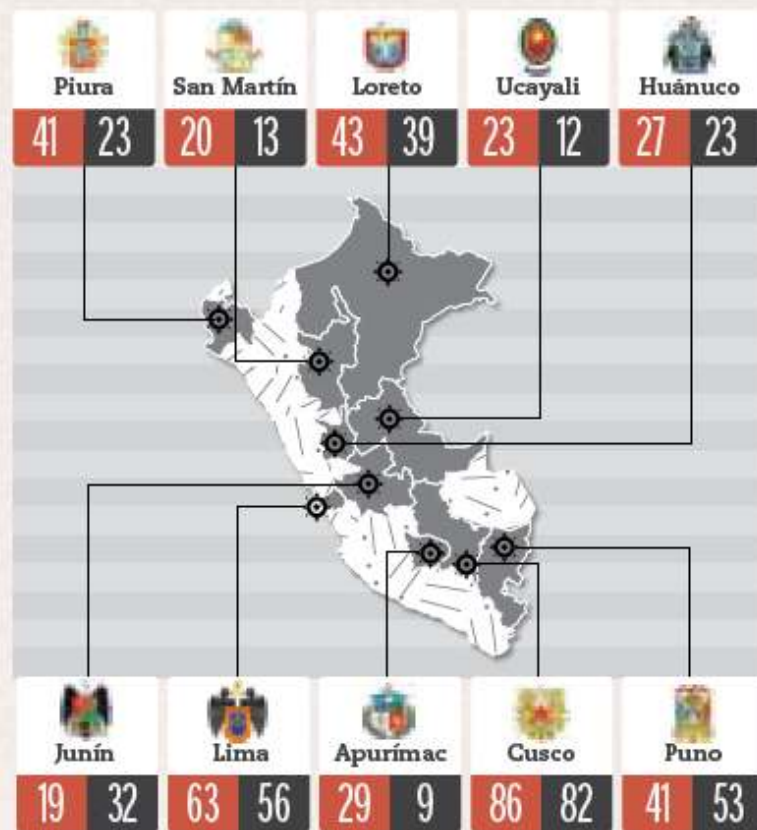 Piura San Martín Loreto Ucayali Huánuco
41 23 20 13 43 39 23 12 27 23
Junín Lima Apurímac Cusco Puno
19 32 63 56 29 9 86 82 41 53